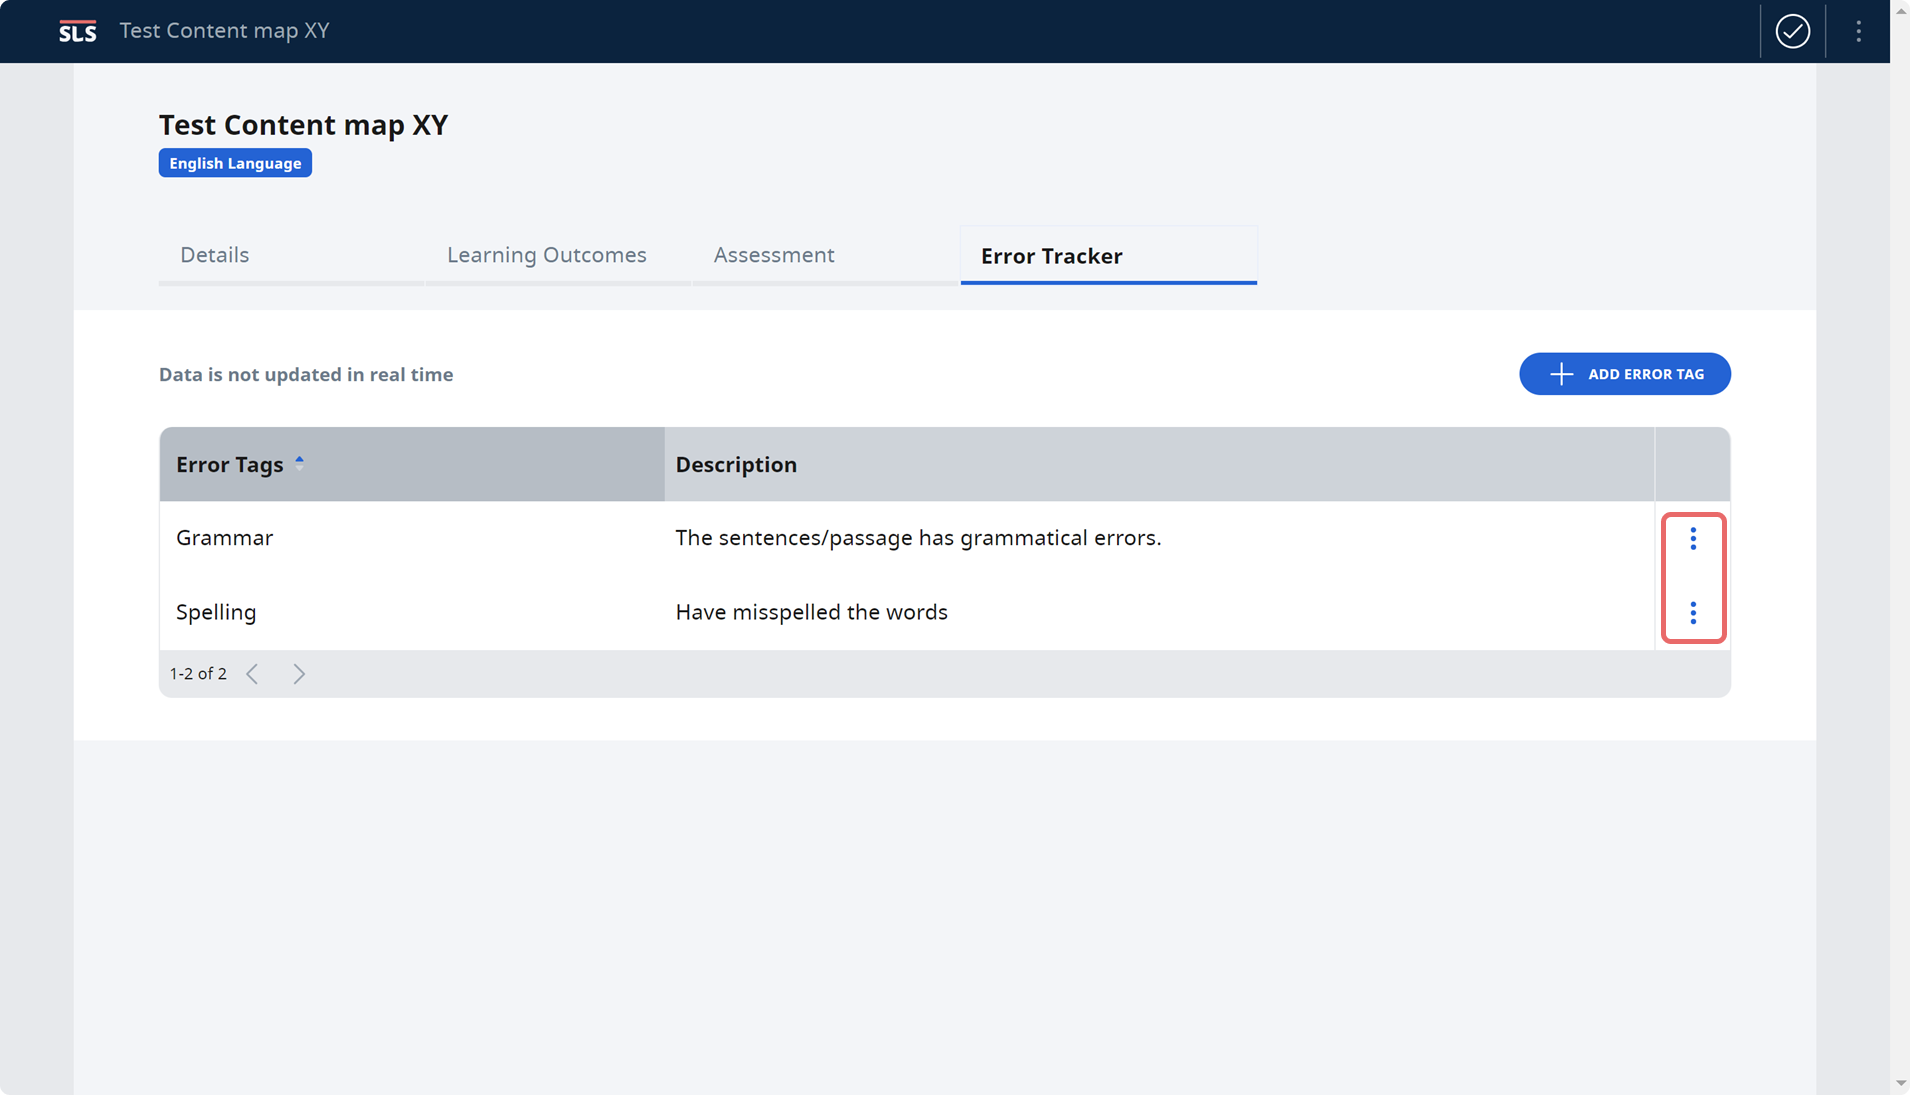 SLS Test Content map XY
Test Content map XY
English Language
Details Learning Outcomes Assessment Error Tracker
Data is not updated in real time ADD ERROR TAG
Error Tags Description
Grammar The sentences/passage has grammatical errors.
Spelling Have misspelled the words
1-2 of 2